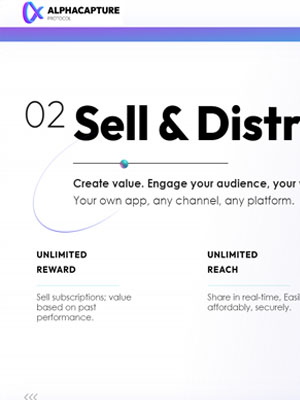 ALPHACAPTURE
PROTOCOL
02 Sell & Distr
Create value. Engage your audience, your
Your own app, any channel, any platform.
UNLIMITED
REWARD
Sell subscriptions; value
based on past
performance.
UNLIMITED
REACH
Share in real-time, Easi
affordably, securely.